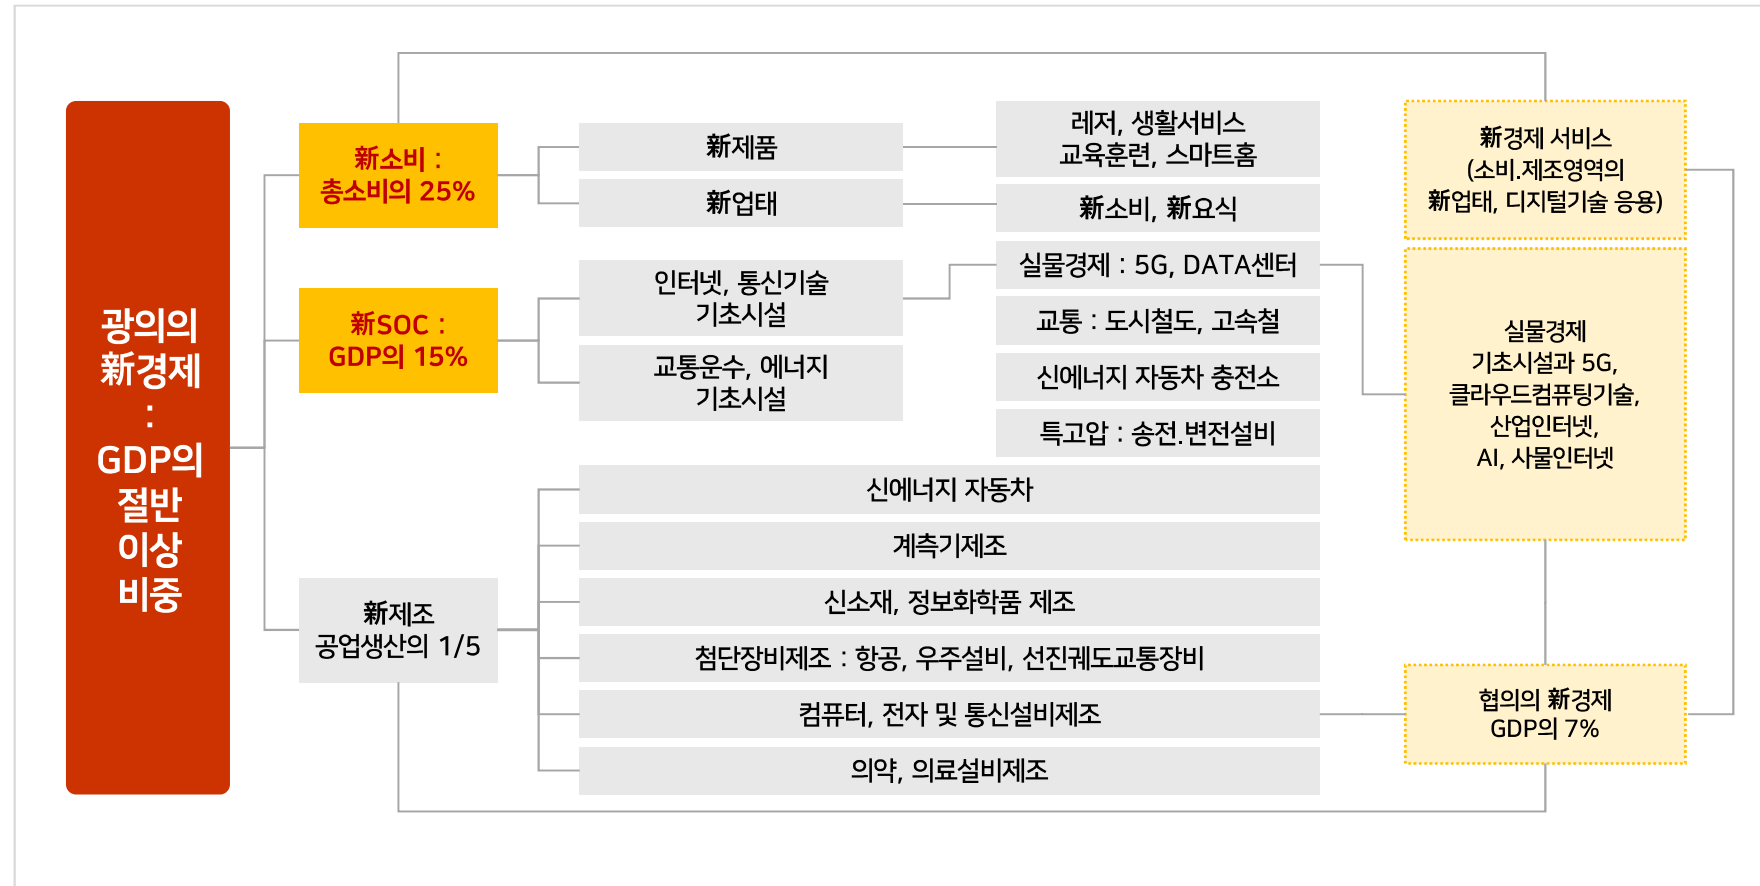 광의의
新경제
:
GDP의
절반
이상
비중
新소비 :
총소비의 25%
新제품
레저, 생활서비스
교육훈련, 스마트홈
新업태
新소비, 新요식
新SOC :
GDP의 15%
인터넷, 통신기술
기초시설
교통운수, 에너지
기초시설
실물경제 : 5G, DATA센터
교통 : 도시철도, 고속철
신에너지 자동차 충전소
특고압 : 송전.변전설비
新제조
공업생산의 1/5
신에너지 자동차
계측기제조
신소재, 정보화학품 제조
첨단장비제조 : 항공, 우주설비, 선진궤도교통장비
컴퓨터, 전자 및 통신설비제조
의약, 의료설비제조
新경제 서비스
(소비.제조영역의
新업태, 디지털기술 응용)
실물경제
기초시설과 5G,
클라우드컴퓨팅기술,
산업인터넷,
AI, 사물인터넷
협의의 新경제
GDP의 7%